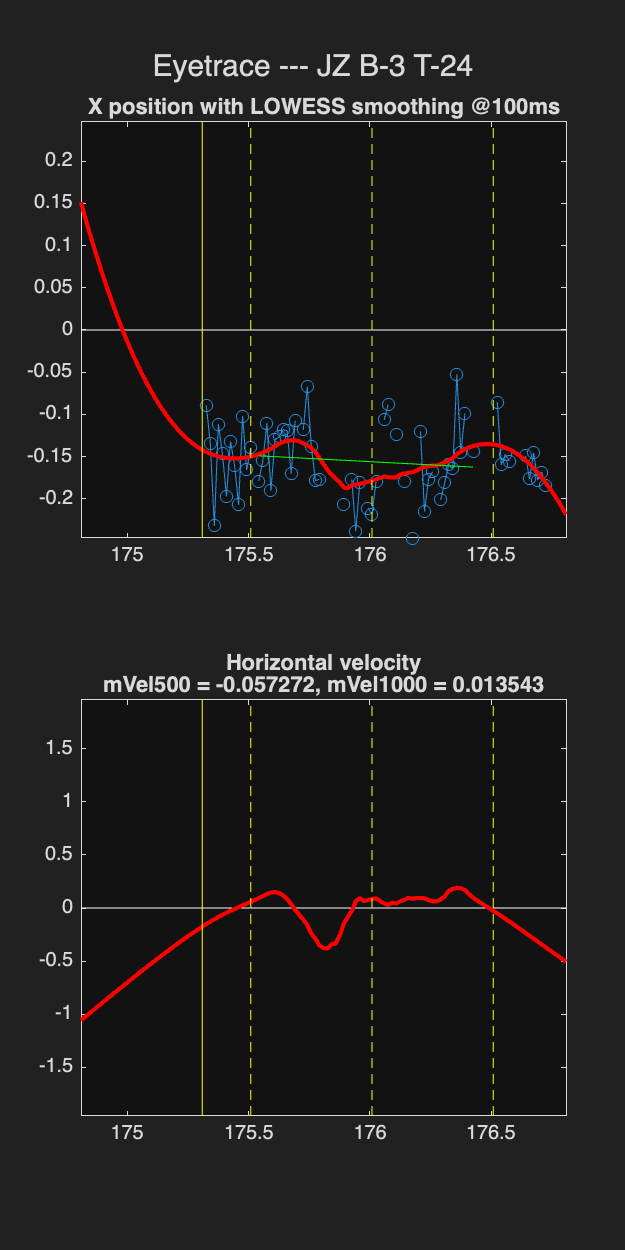 Eyetrace --- JZ B-3 T-24
X position with LOWESS smoothing @100ms
0.2
0.15
0.1
0.05
0
-0.05
-0.1
-0.15
-0.2
175 175.5 176 176.5
Horizontal velocity
mVel500 = -0.057272, mVel1000 = 0.013543
1.5
1
0.5
0
-0.5
-1
-1.5
175 175.5 176 176.5